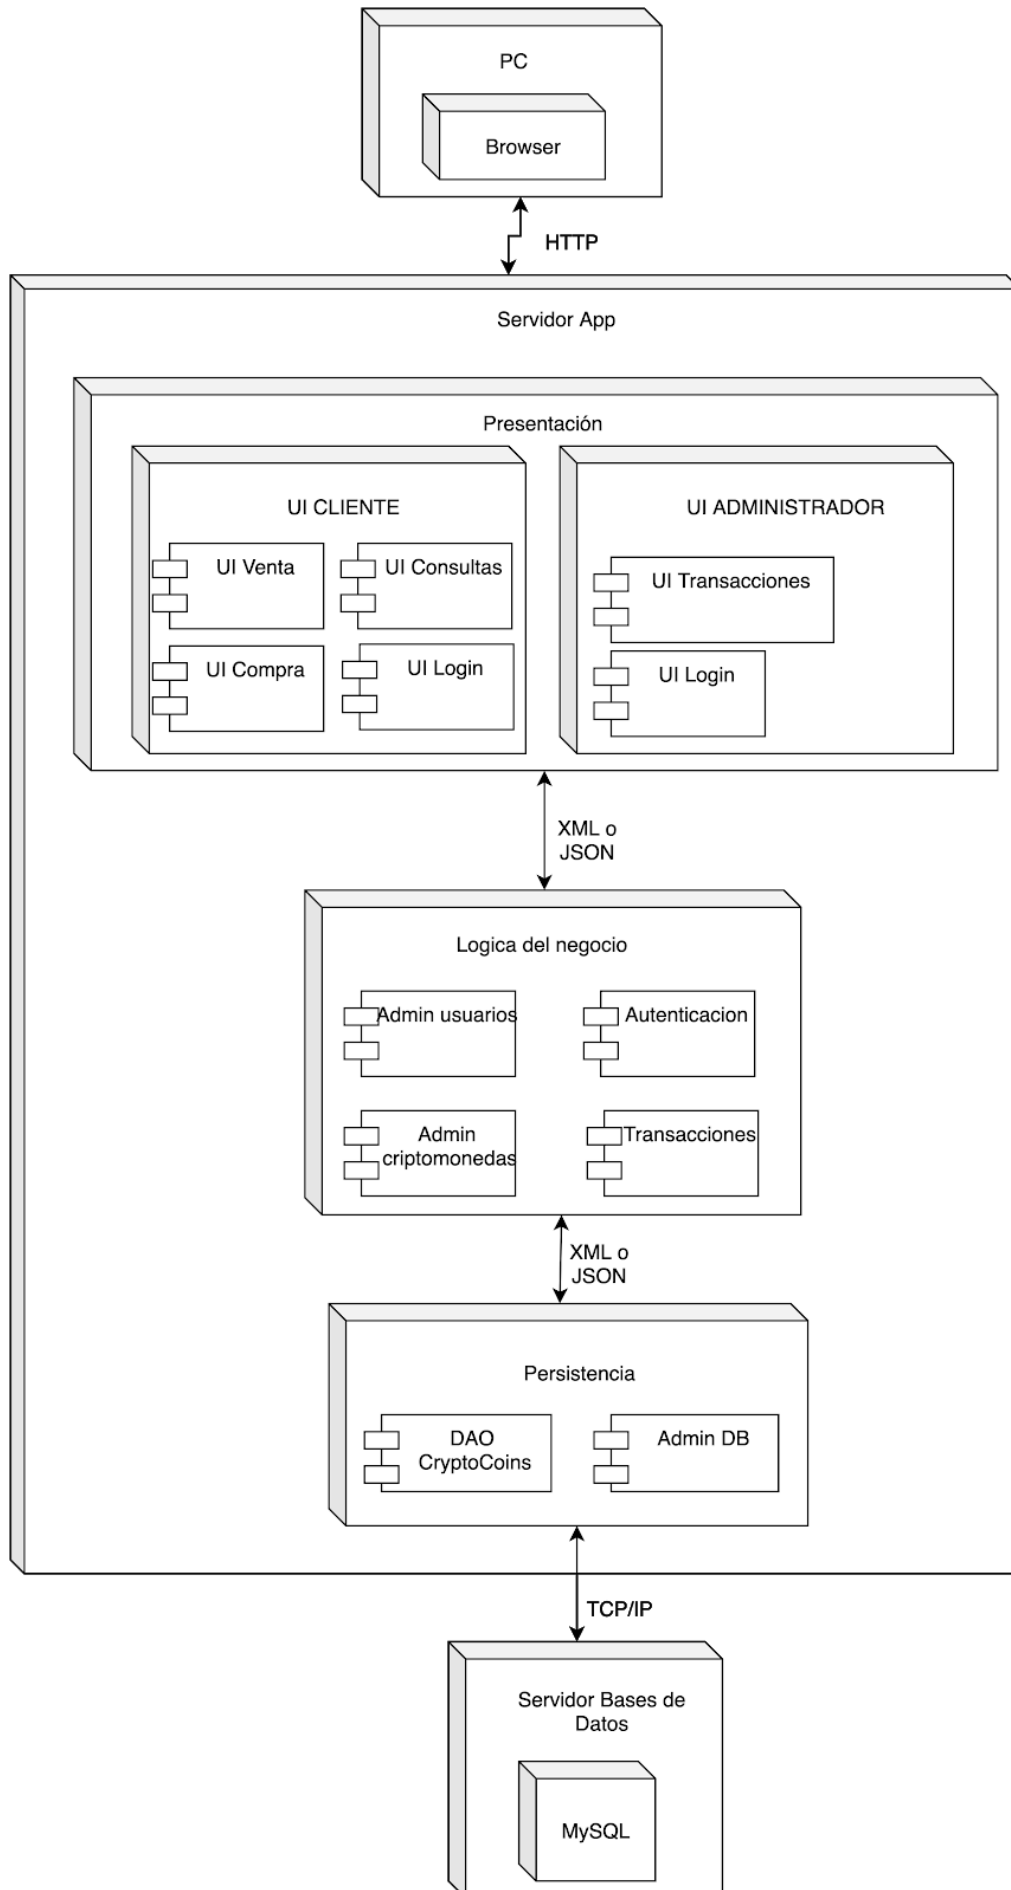 PC
Browser
HTTP
Servidor App
Presentación
UI CLIENTE
UI Venta
UI Consultas
UI Compra
UI Login
UI ADMINISTRADOR
UI Transacciones
UI Login
XML o
JSON
Logica del negocio
Admin usuarios
Autenticacion
Admin
criptomonedas
Transacciones
XML o
JSON
Persistencia
DAO
CryptoCoins
Admin DB
TCP/IP
Servidor Bases de
Datos
MySQL